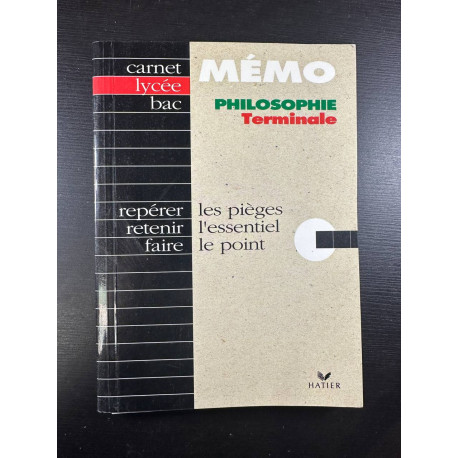 carnet MÉMO
lycée
bac PHILOSOPHIE
Terminale
repérer les pièges
retenir l'essentiel
faire le point
HATIER